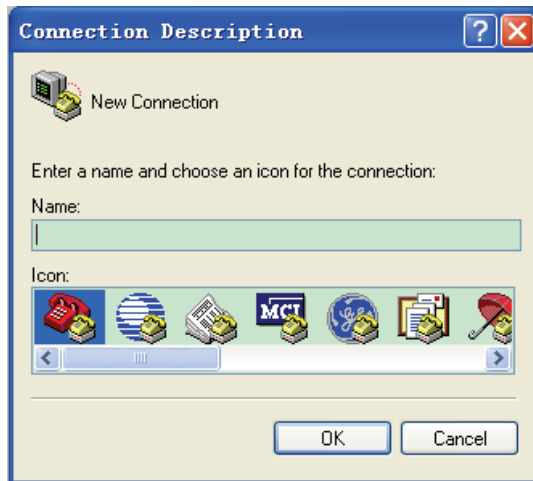 Connection Description
New Connection
Enter a name and choose an icon for the connection:
Name:
Icon:
MCI
OK
Cancel